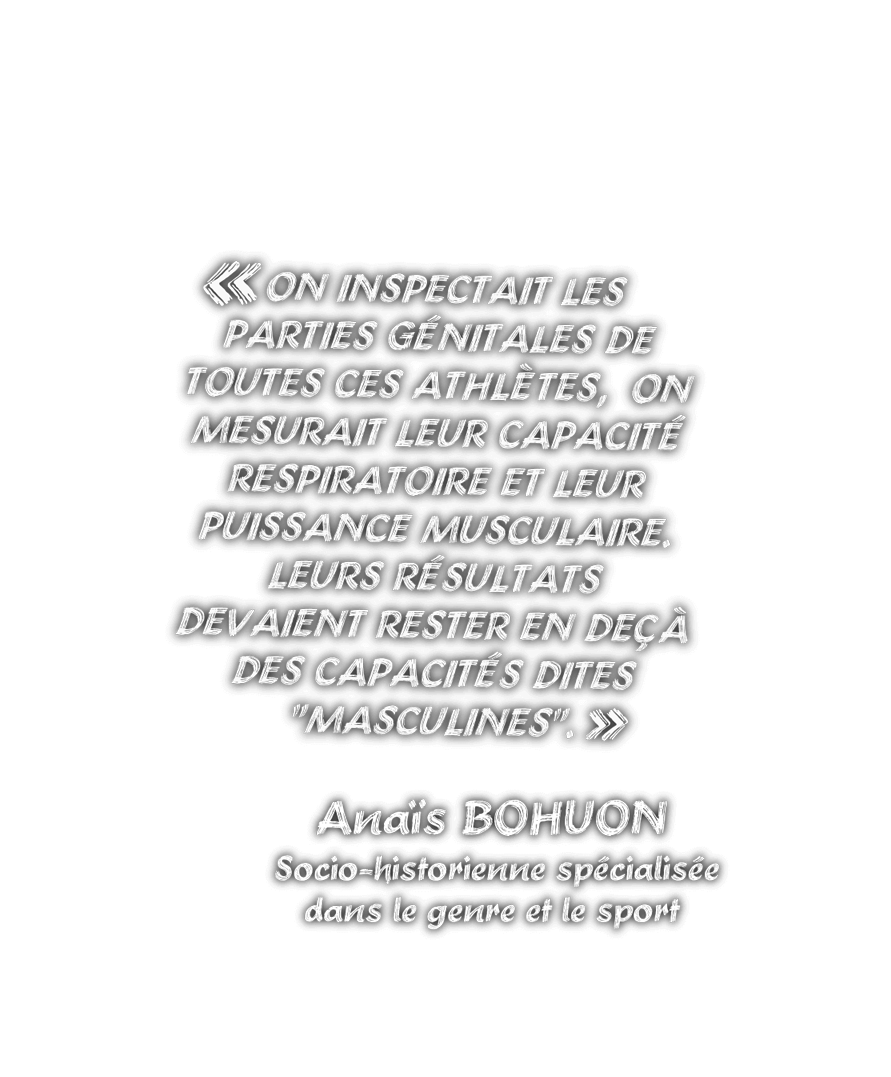 « ON INSPECTAIT LES
PARTIES GÉNITALES DE
TOUTES CES ATHLÈTES, ON
MESURAIT LEUR CAPACITÉ
RESPIRATOIRE ET LEUR
PUISSANCE MUSCULAIRE.
LEURS RÉSULTATS
DEVAIENT RESTER EN DEÇÀ
DES CAPACITÉS DITES
"MASCULINES". »
Anaïs BOHUON
Socio-historienne spécialisée
dans le genre et le sport